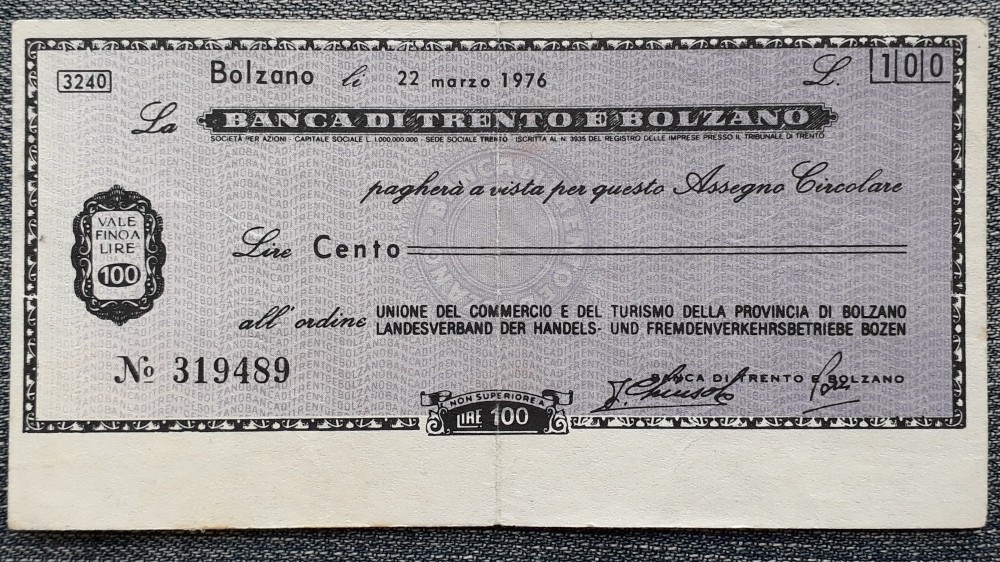 3240
Bolzano li 22 marzo 1976 L. 100
La BANCA DI TRENTO E BOLZANO
SOCIETÀ PER AZIONI - CAPITALE SOCIALE L. 1.000.000.000 - SEDE SOCIALE TRENTO - ISCRITTA AL N. 3935 DEL REGISTRO DELLE IMPRESE PRESSO IL TRIBUNALE DI TRENTO
pagherà a vista per questo Assegno Circolare
VALE
FINO A
LIRE
100
Lire Cento
all'ordine UNIONE DEL COMMERCIO E DEL TURISMO DELLA PROVINCIA DI BOLZANO
LANDESVERBAND DER HANDELS- UND FREMDENVERKEHRSBETRIEBE BOZEN
No 319489
BANCA DI TRENTO E BOLZANO
NON SUPERIORE A
LIRE 100